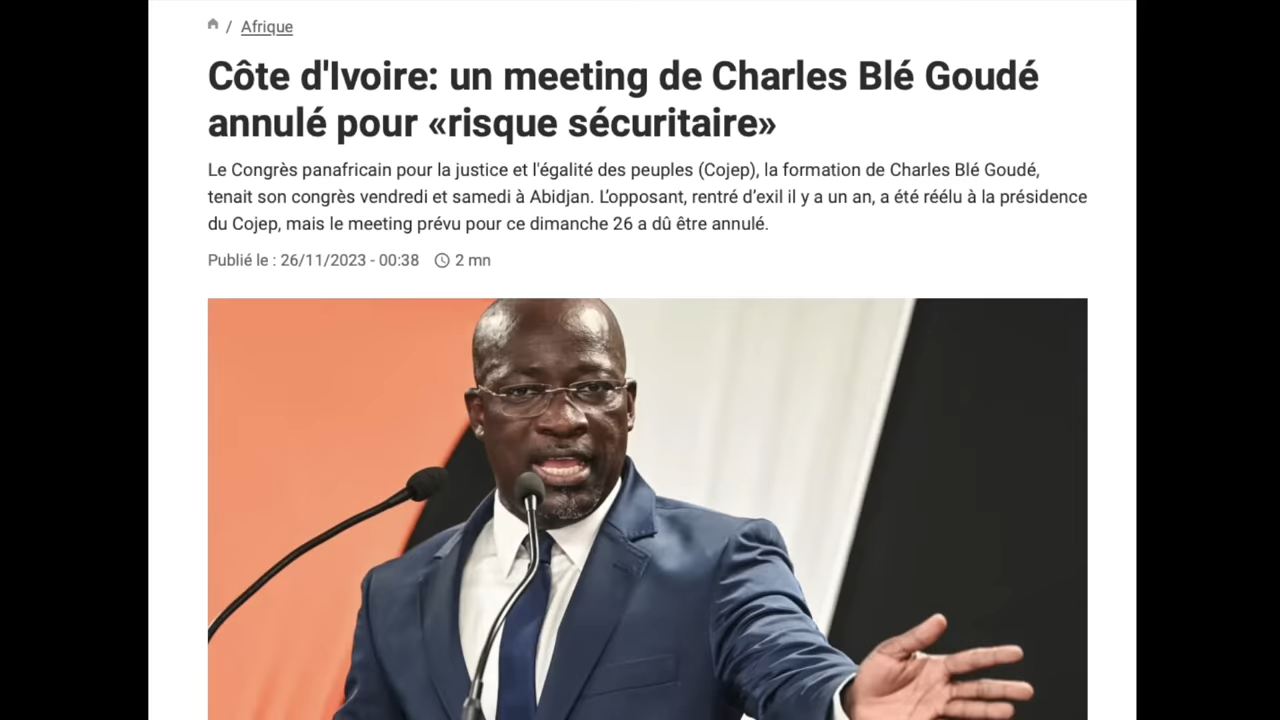 / Afrique
Côte d'Ivoire: un meeting de Charles Blé Goudé
annulé pour «risque sécuritaire»
Le Congrès panafricain pour la justice et l'égalité des peuples (Cojep), la formation de Charles Blé Goudé,
tenait son congrès vendredi et samedi à Abidjan. L’opposant, rentré d’exil il y a un an, a été réélu à la présidence
du Cojep, mais le meeting prévu pour ce dimanche 26 a dû être annulé.
Publié le : 26/11/2023 - 00:38 2 mn